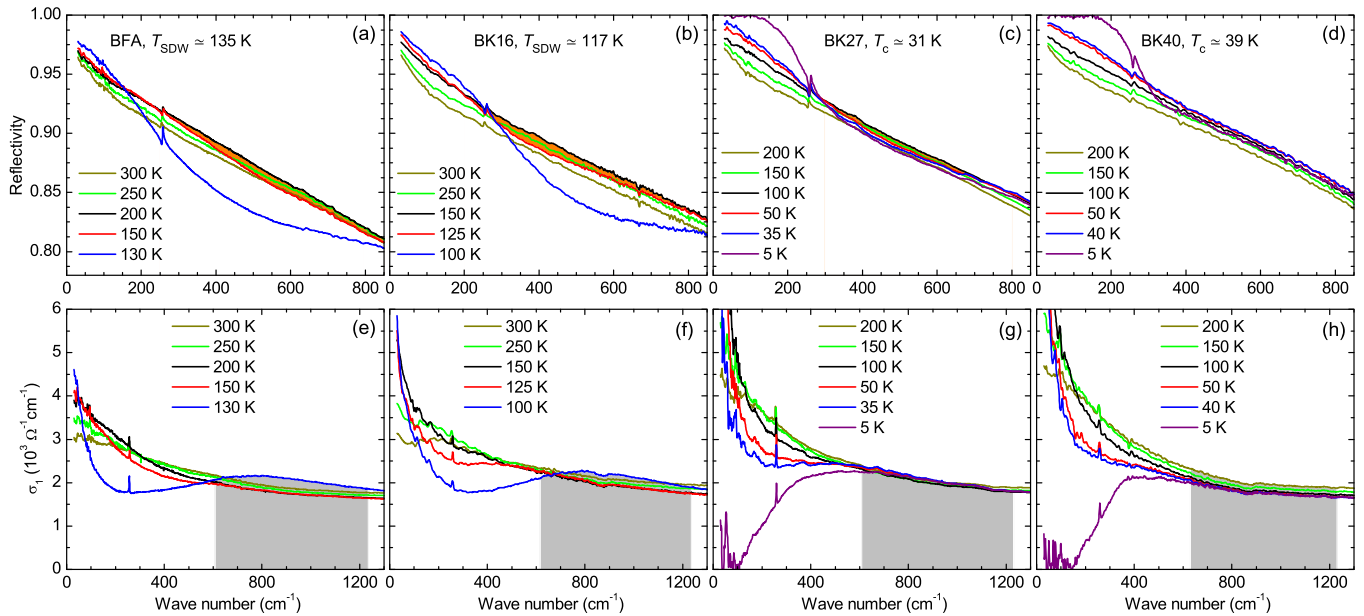 BFA, T_SDW ≃ 135 K (a)
BK16, T_SDW ≃ 117 K (b)
BK27, T_c ≃ 31 K (c)
BK40, T_c ≃ 39 K (d)
Reflectivity
1.00
0.95
0.90
0.85
0.80
300 K
250 K
200 K
150 K
130 K
300 K
250 K
150 K
125 K
100 K
200 K
150 K
100 K
50 K
35 K
5 K
200 K
150 K
100 K
50 K
40 K
5 K
0 200 400 600 800
0 200 400 600 800
0 200 400 600 800
0 200 400 600 800
(e)
(f)
(g)
(h)
σ₁ (10³ Ω⁻¹cm⁻¹)
6
5
4
3
2
1
0
300 K
250 K
200 K
150 K
130 K
300 K
250 K
150 K
125 K
100 K
200 K
150 K
100 K
50 K
35 K
5 K
200 K
150 K
100 K
50 K
40 K
5 K
0 400 800 1200
0 400 800 1200
0 400 800 1200
0 400 800 1200
Wave number (cm⁻¹)
Wave number (cm⁻¹)
Wave number (cm⁻¹)
Wave number (cm⁻¹)